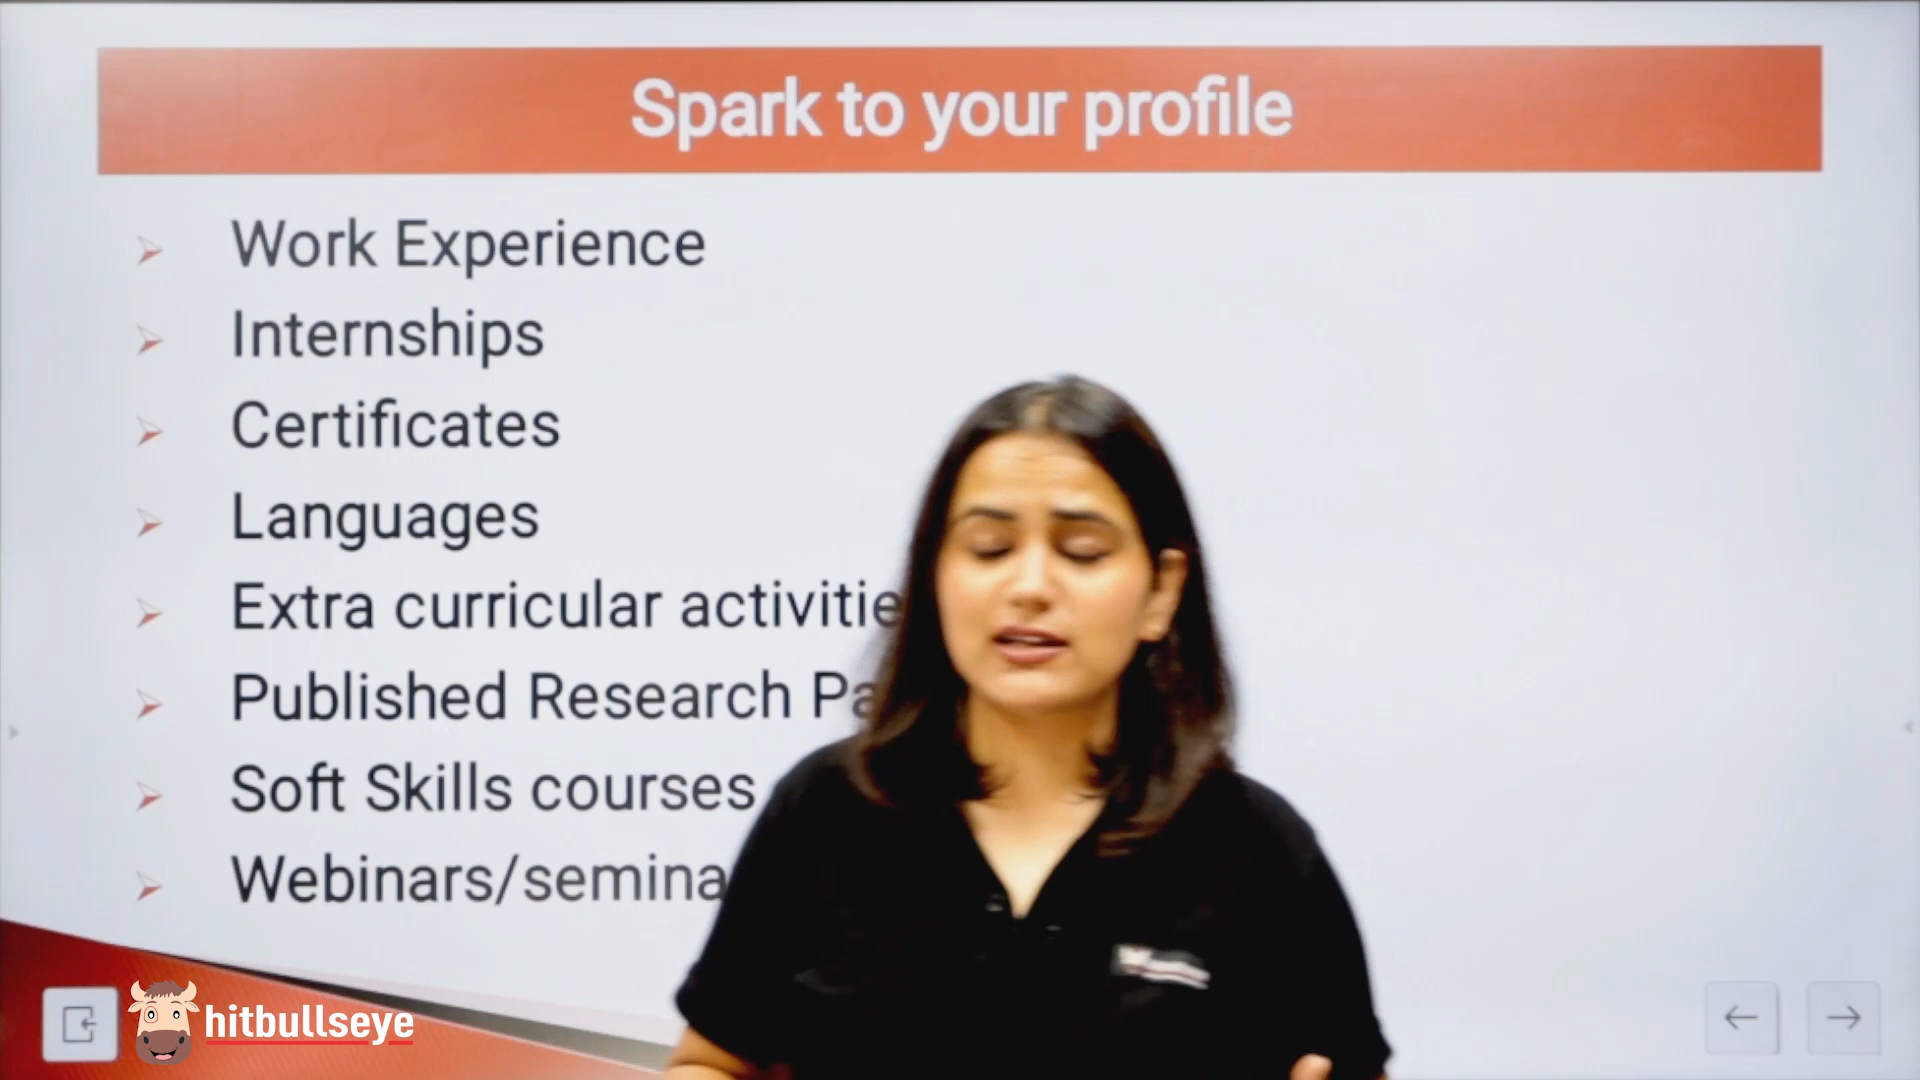 Spark to your profile
Work Experience
Internships
Certificates
Languages
Extra curricular activitie
Published Research Pa
Soft Skills courses
Webinars/semina
hitbullseye